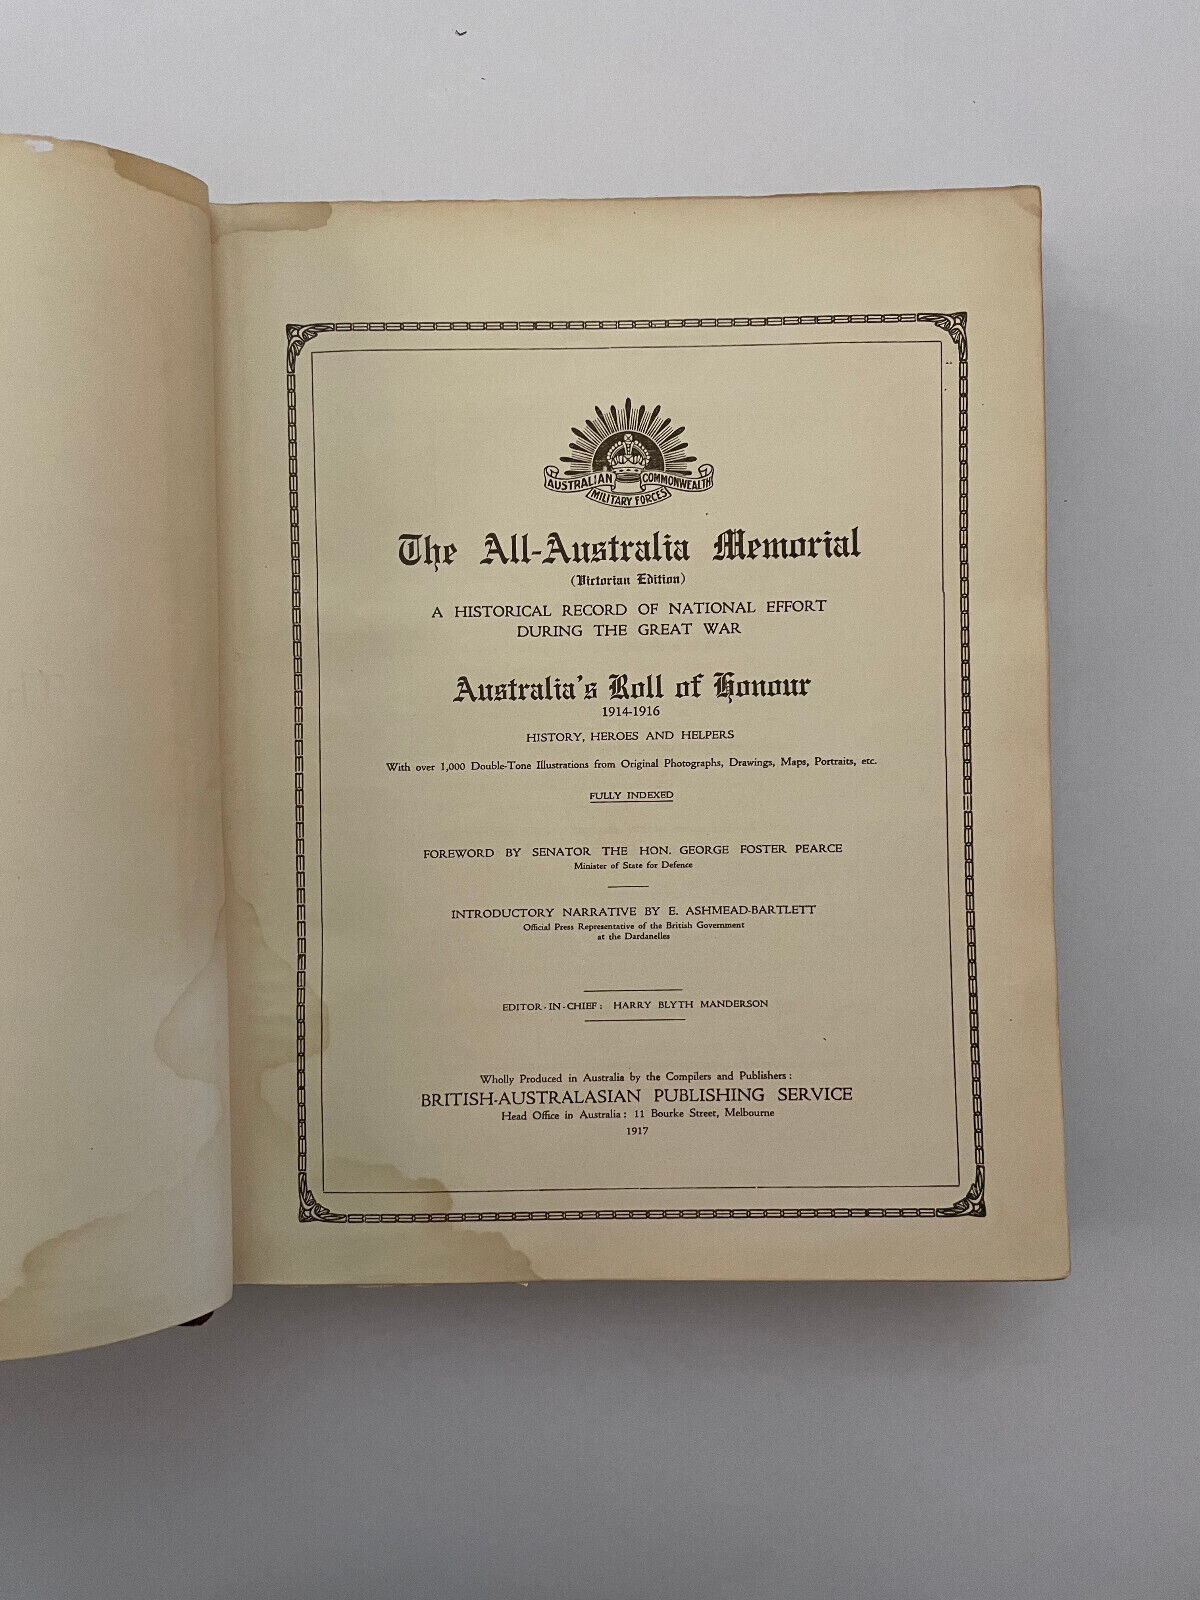 AUSTRALIAN COMMONWEALTH
MILITARY FORCES
The All-Australia Memorial
(Victorian Edition)
A HISTORICAL RECORD OF NATIONAL EFFORT
DURING THE GREAT WAR
Australia's Roll of Honour
1914-1916
HISTORY, HEROES AND HELPERS
With over 1,000 Double-Tone Illustrations from Original Photographs, Drawings, Maps, Portraits, etc.
FULLY INDEXED
FOREWORD BY SENATOR THE HON. GEORGE FOSTER PEARCE
Minister of State for Defence
INTRODUCTORY NARRATIVE BY E. ASHMEAD-BARTLETT
Official Press Representative of the British Government
at the Dardanelles
EDITOR-IN-CHIEF: HARRY BLYTH MANDERSON
Wholly Produced in Australia by the Compilers and Publishers:
BRITISH-AUSTRALASIAN PUBLISHING SERVICE
Head Office in Australia: 11 Bourke Street, Melbourne
1917